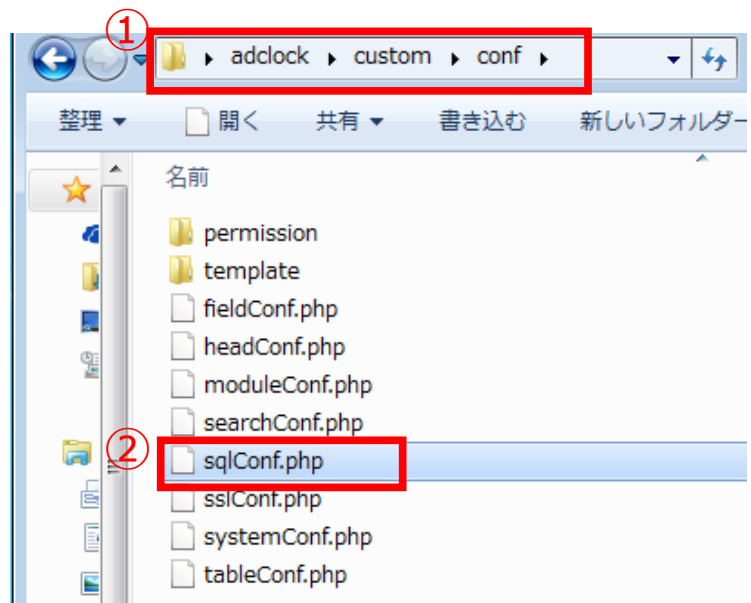 ①
adclock custom conf
整理 開く 共有 書き込む 新しいフォルダー
名前
permission
template
fieldConf.php
headConf.php
moduleConf.php
searchConf.php
②
sqlConf.php
sslConf.php
systemConf.php
tableConf.php